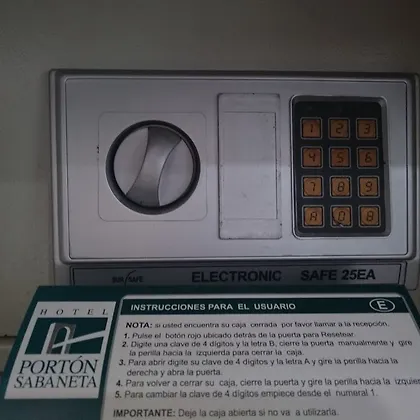 1 2 3
4 5 6
7 8 9
A 0 B
SAFE
ELECTRONIC SAFE 25EA
HOTEL
PORTÓN
SABANETA
INSTRUCCIONES PARA EL USUARIO
E
NOTA: si usted encuentra su caja cerrada por favor llamar a la recepción.
1. Pulse el botón rojo ubicado detrás de la puerta para Resetear.
2. Digite una clave de 4 dígitos y la letra B, cierre la puerta manualmente y gire
la perilla hacia la izquierda para cerrar la caja.
3. Para abrir digite su clave de 4 dígitos y la letra A y gire la perilla hacia la
derecha y abra la puerta.
4. Para volver a cerrar su caja, cierre la puerta y gire la perilla hacia la izquier
5. Para cambiar la clave de 4 dígitos empiece desde el numeral 1.
IMPORTANTE: Deje la caja abierta si no va a utilizarla.